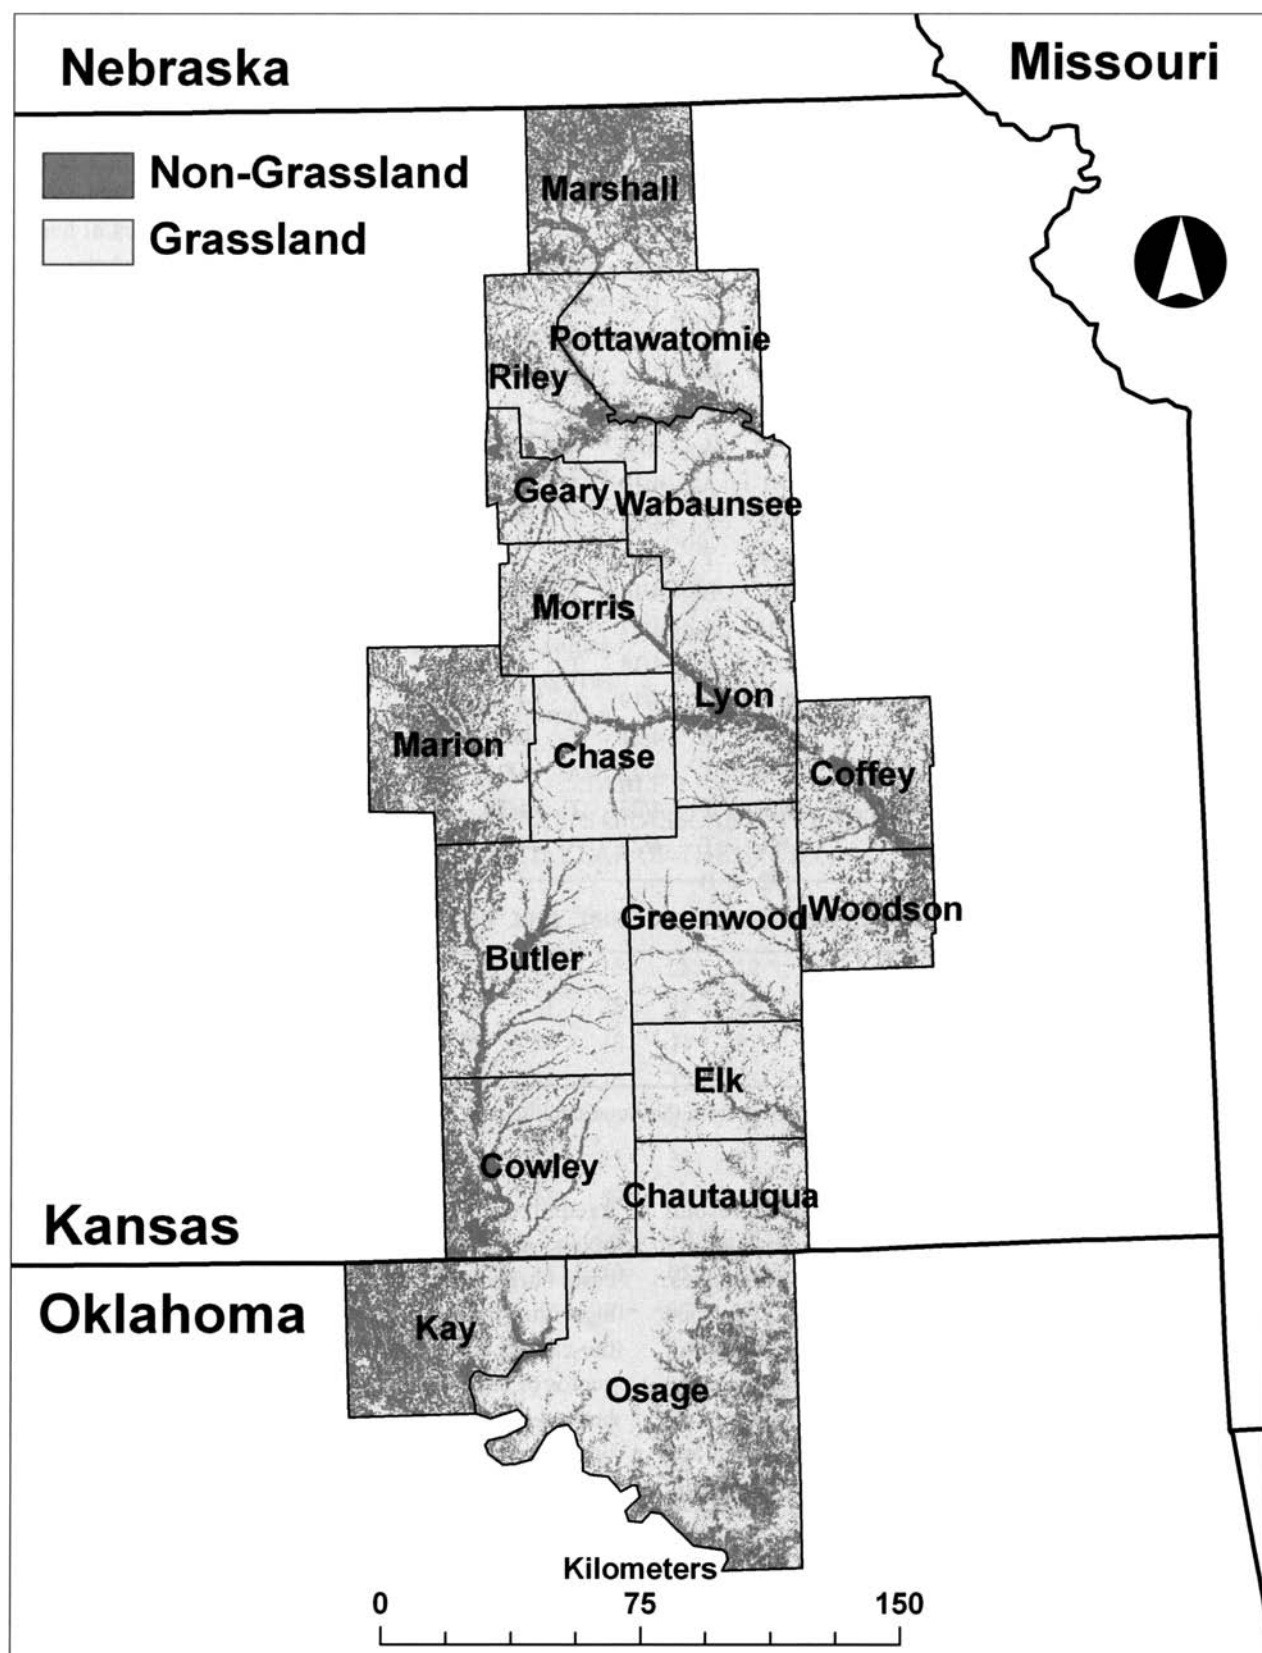 Nebraska
Missouri
Non-Grassland
Grassland
Marshall
Pottawatomie
Riley
Geary
Wabaunsee
Morris
Lyon
Marion
Chase
Coffey
Greenwood
Woodson
Butler
Elk
Cowley
Chautauqua
Kansas
Oklahoma
Kay
Osage
Kilometers
0 75 150